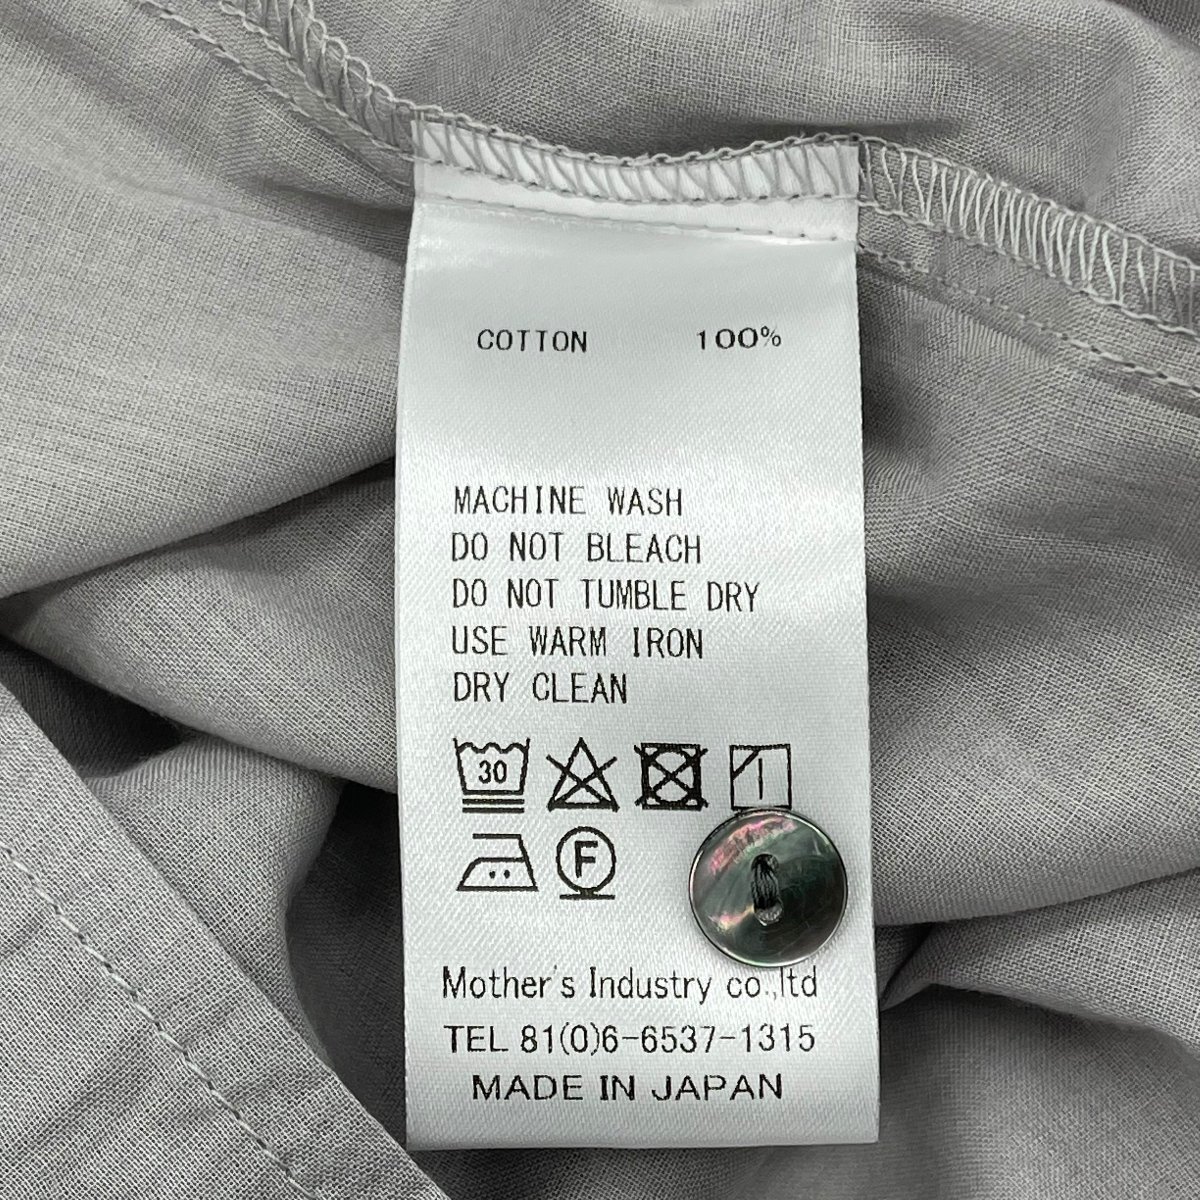 COTTON 100%
MACHINE WASH
DO NOT BLEACH
DO NOT TUMBLE DRY
USE WARM IRON
DRY CLEAN
30
F
Mother's Industry co.,ltd
TEL 81(0)6-6537-1315
MADE IN JAPAN